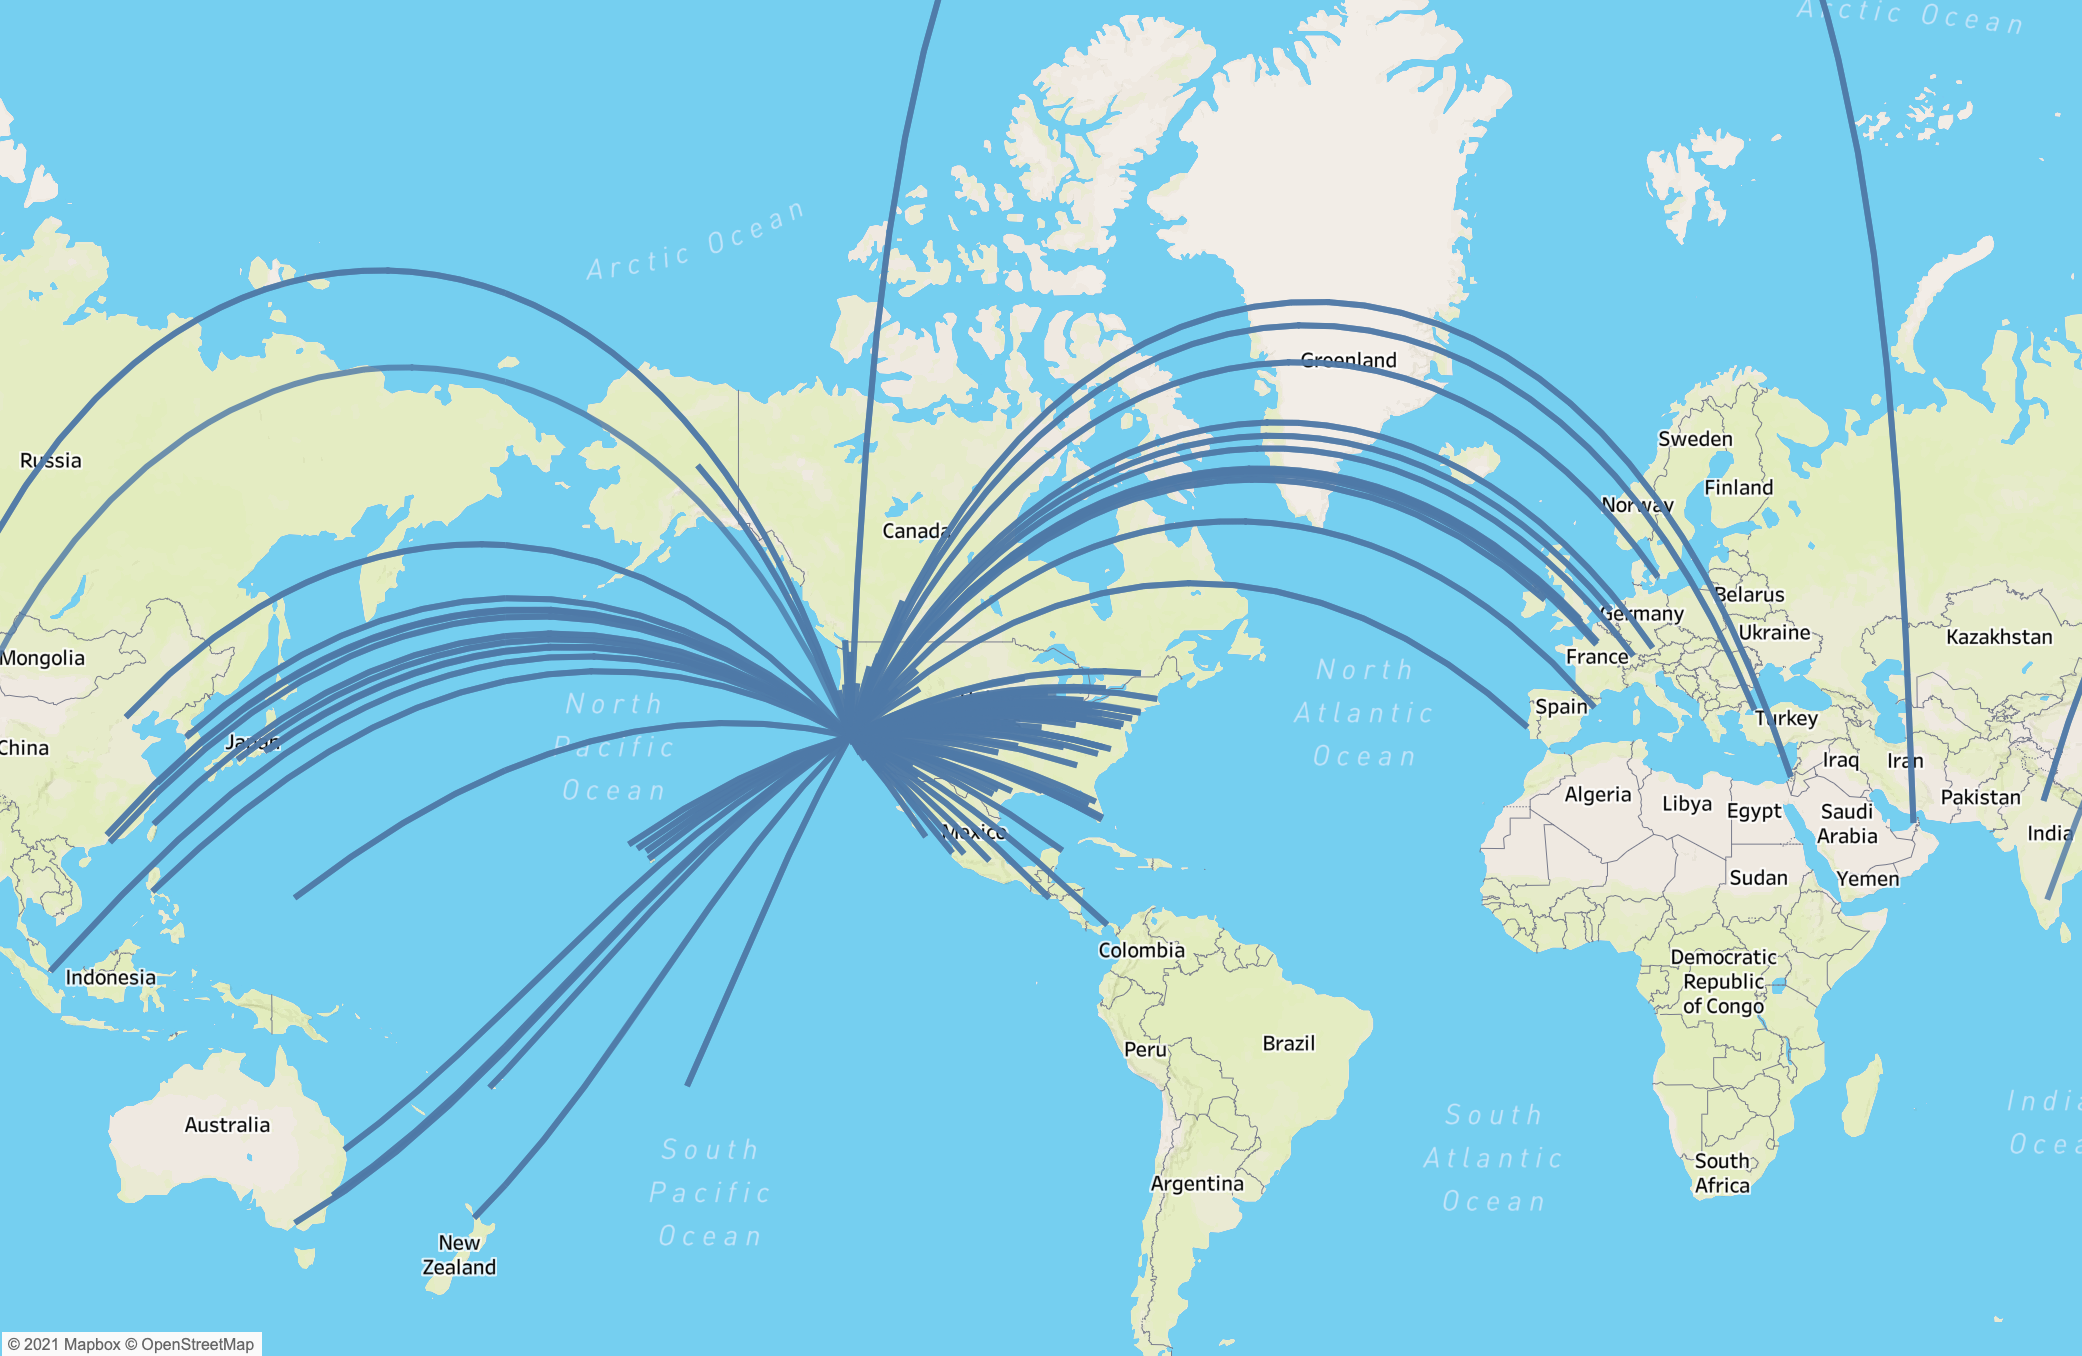 Arctic Ocean
Arctic Ocean
Greenland
Russia
Canada
Sweden
Finland
Norway
Belarus
Germany
Ukraine
Kazakhstan
Mongolia
France
North
Atlantic
Ocean
North
Pacific
Ocean
Spain
Turkey
China
Japan
Iraq
Iran
Algeria
Libya
Egypt
Saudi
Arabia
Pakistan
India
Mexico
Sudan
Yemen
Colombia
Indonesia
Democratic
Republic
of Congo
Peru
Brazil
Australia
South
Pacific
Ocean
South
Atlantic
Ocean
India
Ocea
Argentina
South
Africa
New
Zealand
© 2021 Mapbox © OpenStreetMap